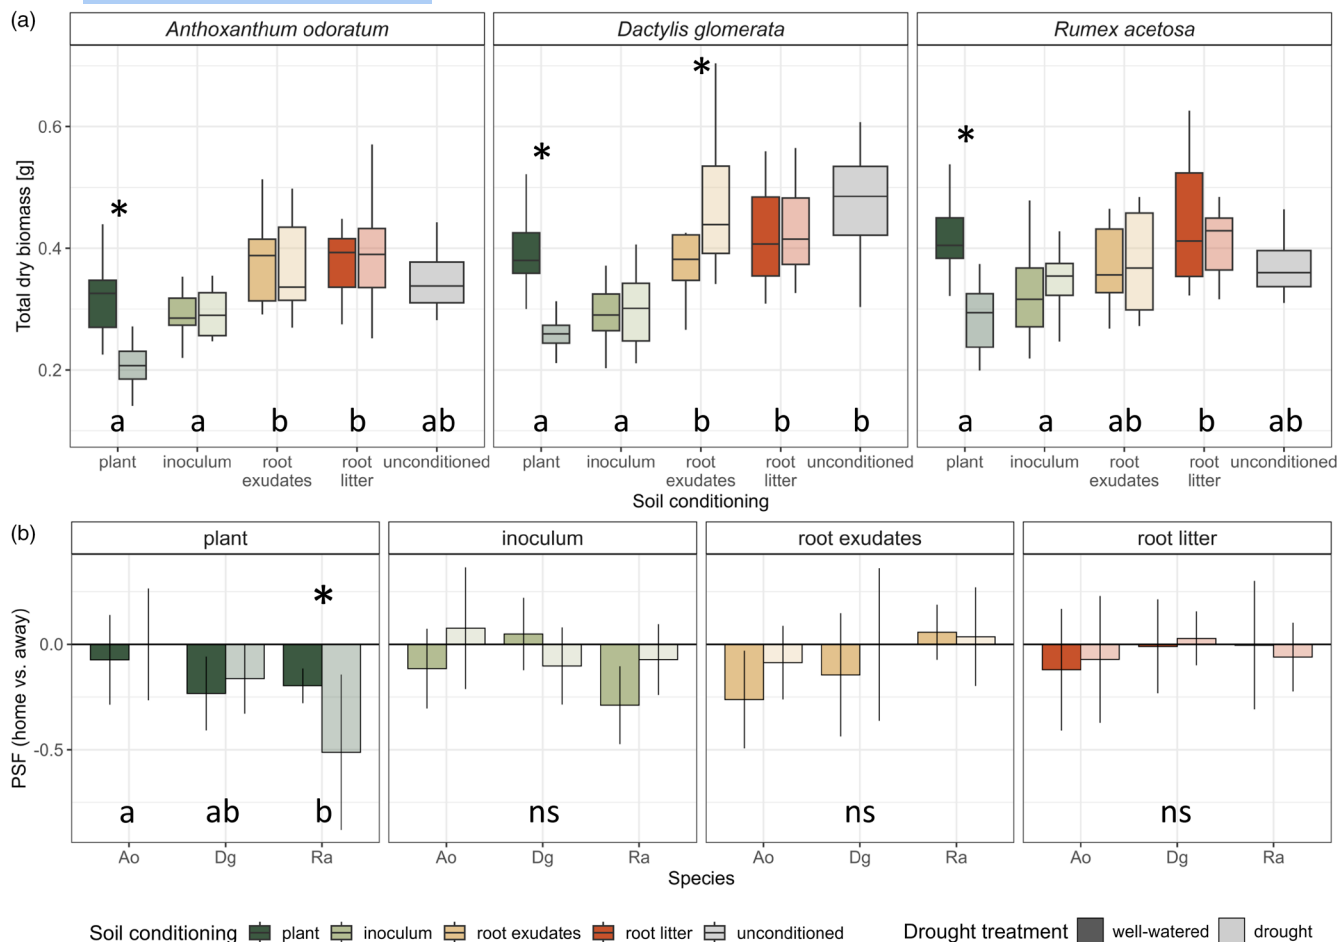 (a)
Anthoxanthum odoratum Dactylis glomerata Rumex acetosa
Total dry biomass [g]
0.6
0.4
0.2
* * * *
a a b b ab a a b b b a a ab b ab
plant inoculum root exudates root litter unconditioned plant inoculum root exudates root litter unconditioned plant inoculum root exudates root litter unconditioned
Soil conditioning
(b)
plant inoculum root exudates root litter
PSF (home vs. away)
0.0
-0.5
*
a ab b ns ns ns
Ao Dg Ra Ao Dg Ra Ao Dg Ra Ao Dg Ra
Species
Soil conditioning plant inoculum root exudates root litter unconditioned Drought treatment well-watered drought